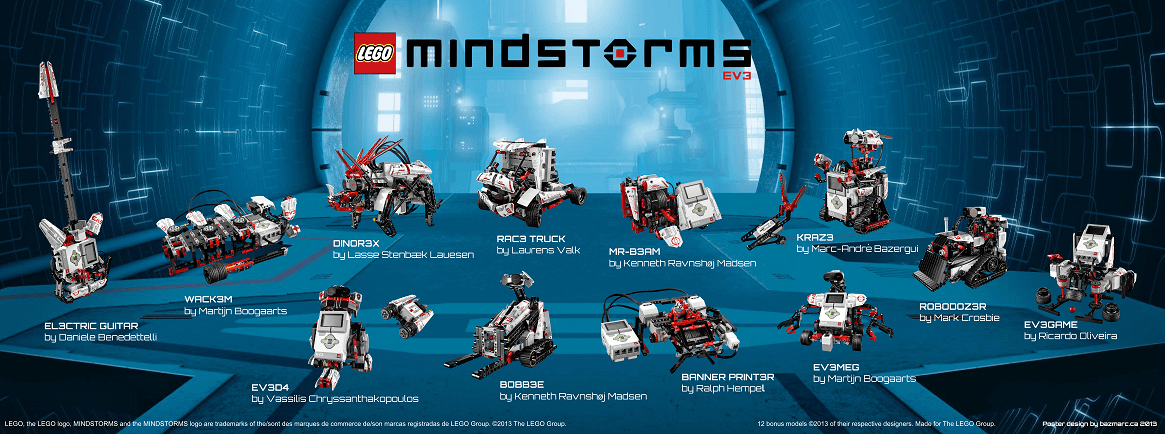 LEGO MINDSTORMS
EV3
DINOR3X
by Lasse Stenbæk Lauesen
RAC3 TRUCK
by Laurens Valk
MR-B3AM
by Kenneth Ravnshøj Madsen
KRAZ3
by Marc-André Bazergui
WACK3M
by Martijn Boogaarts
R0BODOZ3R
by Mark Crosbie
EL3CTRIC GUITAR
by Daniele Benedettelli
EV3GAME
by Ricardo Oliveira
EV3D4
by Vassilis Chryssanthakopoulos
BOBB3E
by Kenneth Ravnshøj Madsen
BANNER PRINT3R
by Ralph Hempel
EV3MEG
by Martijn Boogaarts
LEGO, the LEGO logo, MINDSTORMS and the MINDSTORMS logo are trademarks of the/sont des marques de commerce de/son marcas registradas de LEGO Group. ©2013 The LEGO Group.
12 bonus models ©2013 of their respective designers. Made for The LEGO Group.
Poster design by bazmarc.ca 2013